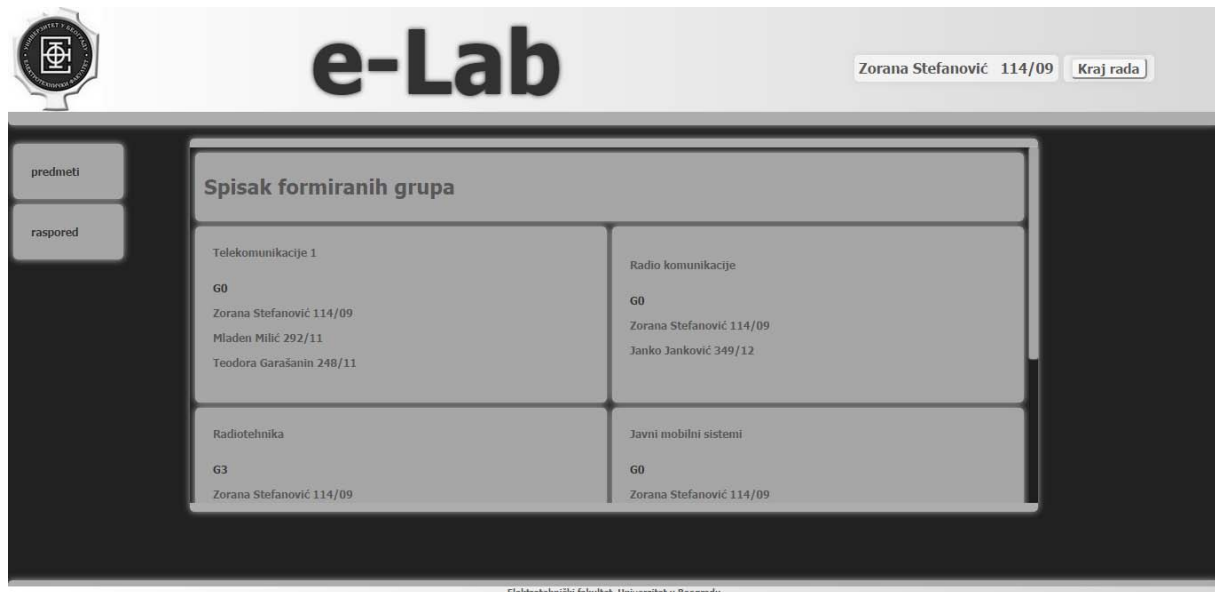 e-Lab
Zorana Stefanović 114/09 Kraj rada
predmeti
raspored
Spisak formiranih grupa
Telekomunikacije 1
G0
Zorana Stefanović 114/09
Mladen Milić 292/11
Teodora Garašanin 248/11
Radio komunikacije
G0
Zorana Stefanović 114/09
Janko Janković 349/12
Radiotehnika
G3
Zorana Stefanović 114/09
Javni mobilni sistemi
G0
Zorana Stefanović 114/09